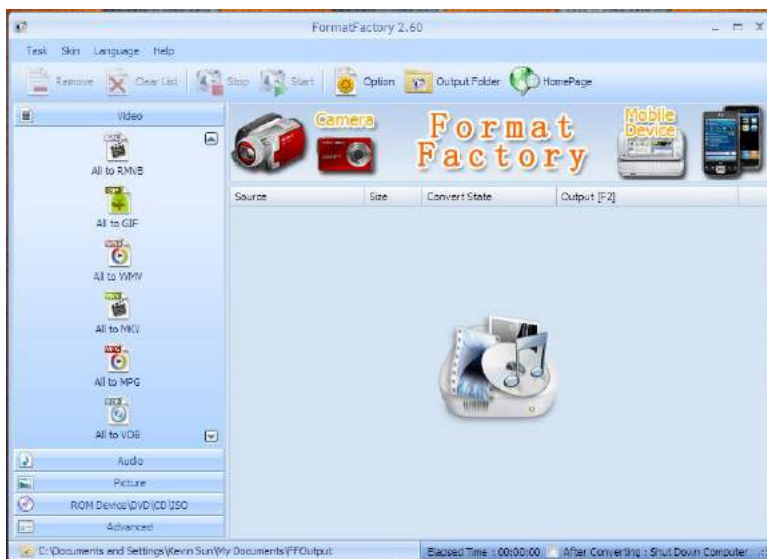 FormatFactory 2.60
Task Skin Language Help
Remove Clear List Stop Start Option Output Folder HomePage
Video
Camera
Format
Factory
Mobile
Device
All to RMVB
All to GIF
All to WMV
All to MKV
All to MPG
All to VOB
Source Size Convert State Output [F2]
Audio
Picture
ROM Device\DVD\CD\ISO
Advanced
C:\Documents and Settings\Kevin Sun\My Documents\FFOutput
Elapsed Time : 00:00:00 After Converting : Shut Down Computer